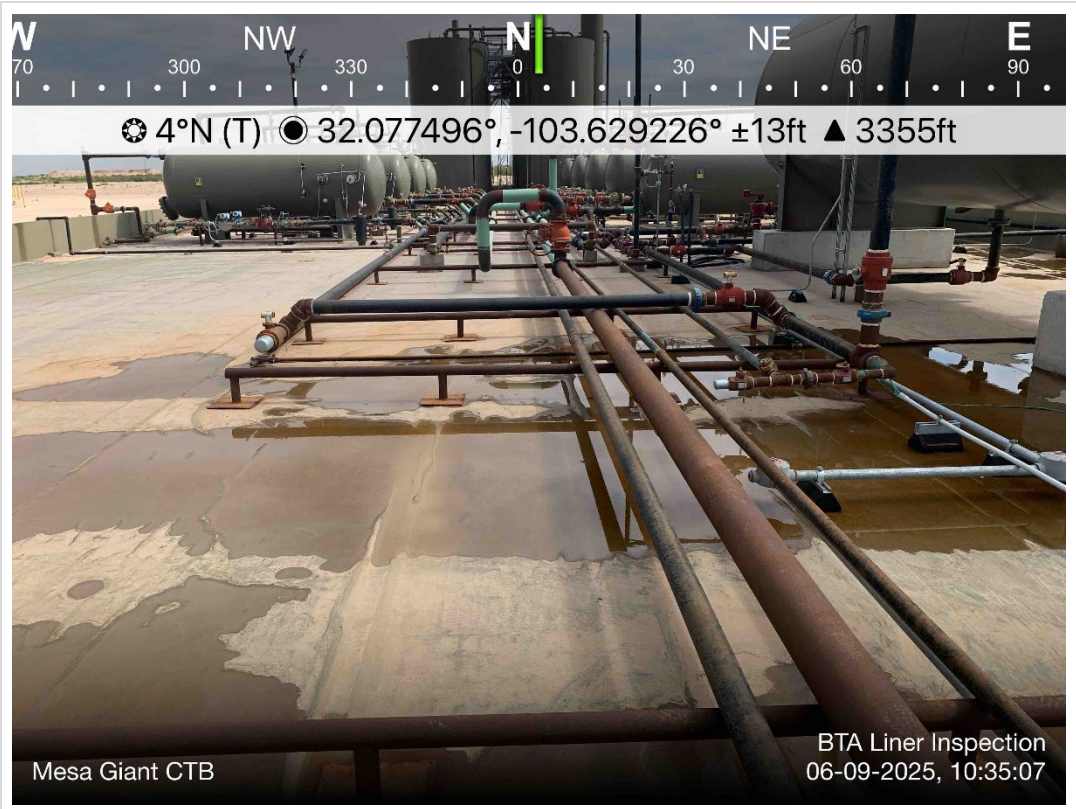 W NW N NE E
70 300 330 0 30 60 90
4°N (T) 32.077496°, -103.629226° ±13ft ▲ 3355ft
Mesa Giant CTB
BTA Liner Inspection
06-09-2025, 10:35:07